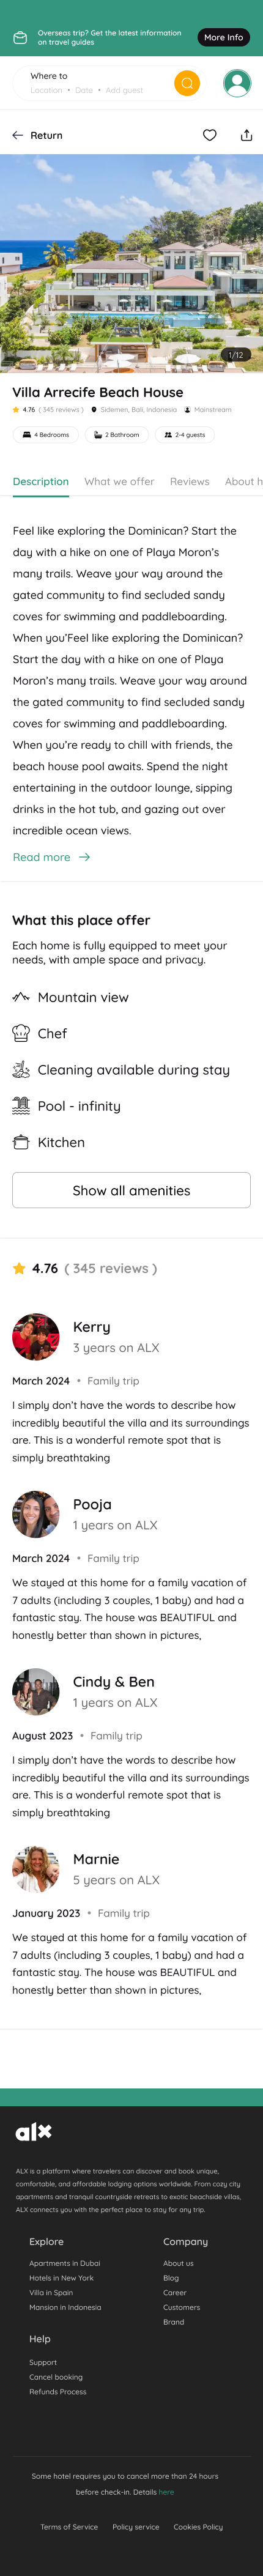 Overseas trip? Get the latest information
on travel guides
More Info
Where to
Location • Date • Add guest
Return
1/12
Villa Arrecife Beach House
4.76 ( 345 reviews ) Sidemen, Bali, Indonesia Mainstream
4 Bedrooms 2 Bathroom 2-4 guests
Description What we offer Reviews About h
Feel like exploring the Dominican? Start the
day with a hike on one of Playa Moron's
many trails. Weave your way around the
gated community to find secluded sandy
coves for swimming and paddleboarding.
When you'Feel like exploring the Dominican?
Start the day with a hike on one of Playa
Moron's many trails. Weave your way around
the gated community to find secluded sandy
coves for swimming and paddleboarding.
When you're ready to chill with friends, the
beach house pool awaits. Spend the night
entertaining in the outdoor lounge, sipping
drinks in the hot tub, and gazing out over
incredible ocean views.
Read more
What this place offer
Each home is fully equipped to meet your
needs, with ample space and privacy.
Mountain view
Chef
Cleaning available during stay
Pool - infinity
Kitchen
Show all amenities
4.76 ( 345 reviews )
Kerry
3 years on ALX
March 2024 • Family trip
I simply don't have the words to describe how
incredibly beautiful the villa and its surroundings
are. This is a wonderful remote spot that is
simply breathtaking
Pooja
1 years on ALX
March 2024 • Family trip
We stayed at this home for a family vacation of
7 adults (including 3 couples, 1 baby) and had a
fantastic stay. The house was BEAUTIFUL and
honestly better than shown in pictures,
Cindy & Ben
1 years on ALX
August 2023 • Family trip
I simply don't have the words to describe how
incredibly beautiful the villa and its surroundings
are. This is a wonderful remote spot that is
simply breathtaking
Marnie
5 years on ALX
January 2023 • Family trip
We stayed at this home for a family vacation of
7 adults (including 3 couples, 1 baby) and had a
fantastic stay. The house was BEAUTIFUL and
honestly better than shown in pictures,
alx
ALX is a platform where travelers can discover and book unique,
comfortable, and affordable lodging options worldwide. From cozy city
apartments and tranquil countryside retreats to exotic beachside villas,
ALX connects you with the perfect place to stay for any trip.
Explore
Apartments in Dubai
Hotels in New York
Villa in Spain
Mansion in Indonesia
Company
About us
Blog
Career
Customers
Brand
Help
Support
Cancel booking
Refunds Process
Some hotel requires you to cancel more than 24 hours
before check-in. Details here
Terms of Service Policy service Cookies Policy